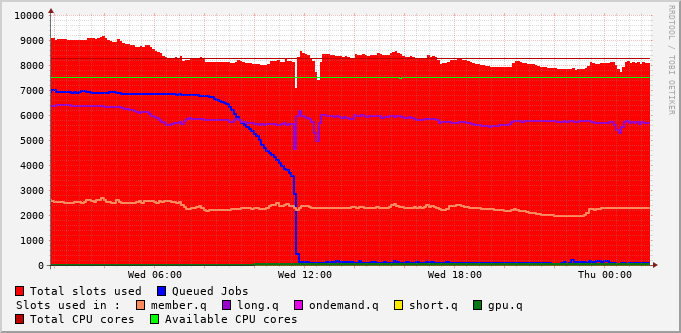 10000
9000
8000
7000
6000
5000
4000
3000
2000
1000
0
Wed 06:00 Wed 12:00 Wed 18:00 Thu 00:00
Total slots used Queued Jobs
Slots used in : member.q long.q ondemand.q short.q gpu.q
Total CPU cores Available CPU cores
RRDTOOL / TOBI OETIKER